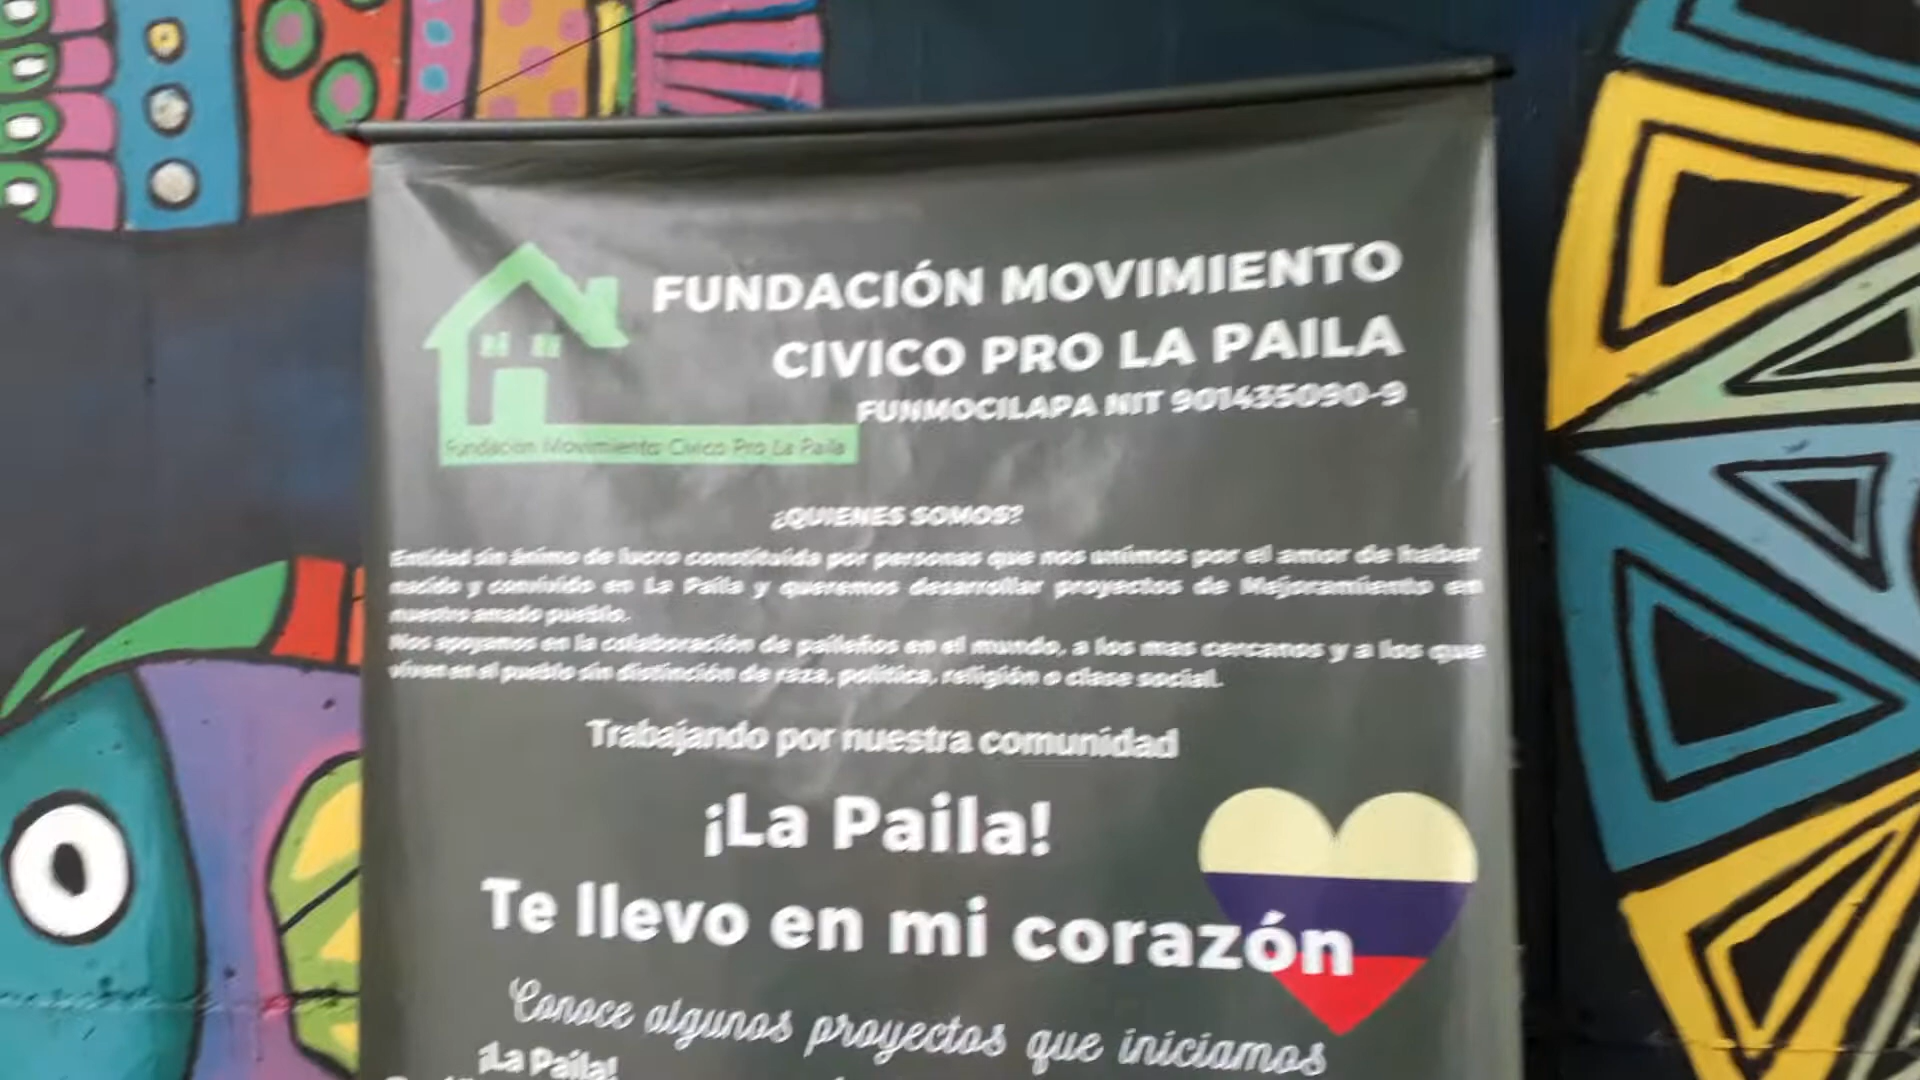 FUNDACIÓN MOVIMIENTO
CIVICO PRO LA PAILA
FUNMOCILAPA NIT 901435090-9
Fundación Movimiento Civico Pro La Paila
¿QUIENES SOMOS?
Entidad sin ánimo de lucro constituida por personas que nos unimos por el amor de haber
nacido y convivido en La Paila y queremos desarrollar proyectos de Mejoramiento en
nuestro amado pueblo.
Nos apoyamos en la colaboración de paileños en el mundo, a los mas cercanos y a los que
viven en el pueblo sin distinción de raza, política, religión o clase social.
Trabajando por nuestra comunidad
¡La Paila!
Te llevo en mi corazón
Conoce algunos proyectos que iniciamos
¡La Paila!